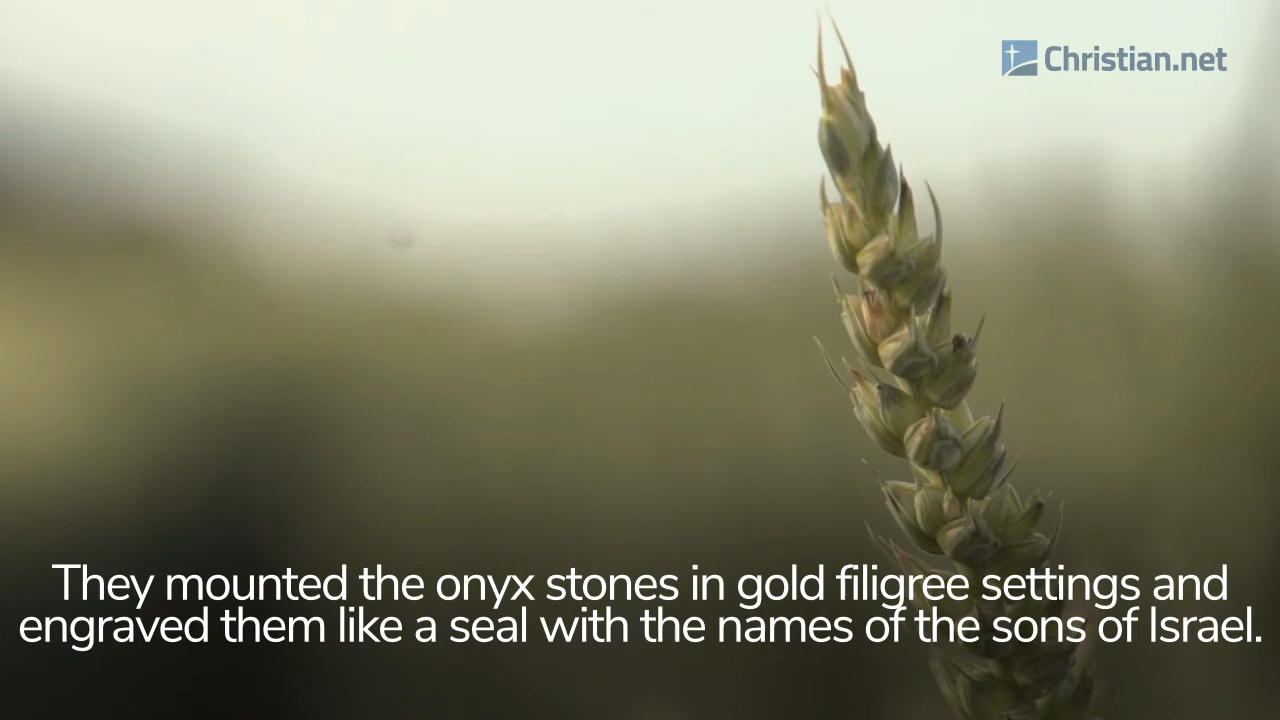 Christian.net
They mounted the onyx stones in gold filigree settings and
engraved them like a seal with the names of the sons of Israel.